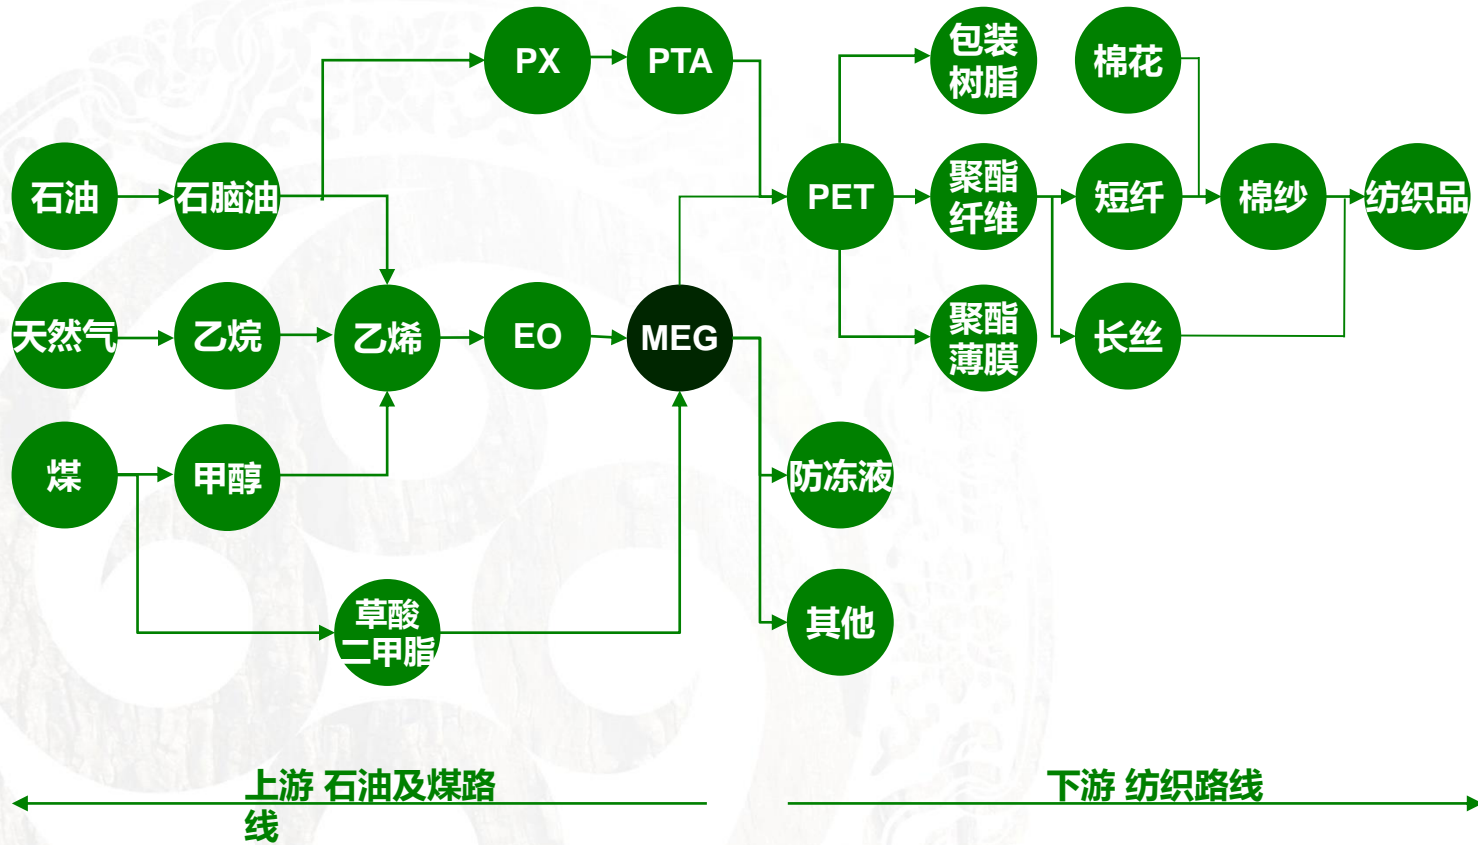 PX
PTA
包装
树脂
棉花
石油
石脑油
PET
聚酯
纤维
短纤
棉纱
纺织品
天然气
乙烷
乙烯
EO
MEG
聚酯
薄膜
长丝
煤
甲醇
防冻液
草酸
二甲脂
其他
上游 石油及煤路
线
下游 纺织路线